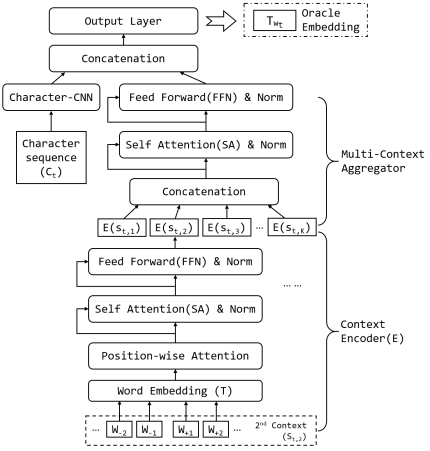 Output Layer
T_{w_t}
Oracle
Embedding
Concatenation
Character-CNN
Feed Forward(FFN) & Norm
Character
sequence
(C_t)
Self Attention(SA) & Norm
Multi-Context
Aggregator
Concatenation
E(s_{t,1}) E(s_{t,2}) E(s_{t,3}) … E(s_{t,K})
Feed Forward(FFN) & Norm
… …
Self Attention(SA) & Norm
Context
Encoder(E)
Position-wise Attention
Word Embedding (T)
… W_{-2} W_{-1} W_{+1} W_{+2} …
2^{nd} Context
(S_{t,2})